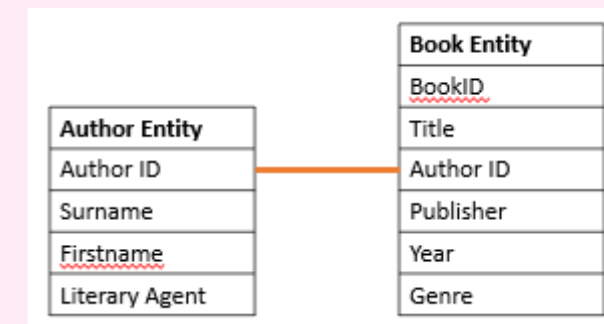 Author Entity
Author ID
Surname
Firstname
Literary Agent
Book Entity
BookID
Title
Author ID
Publisher
Year
Genre